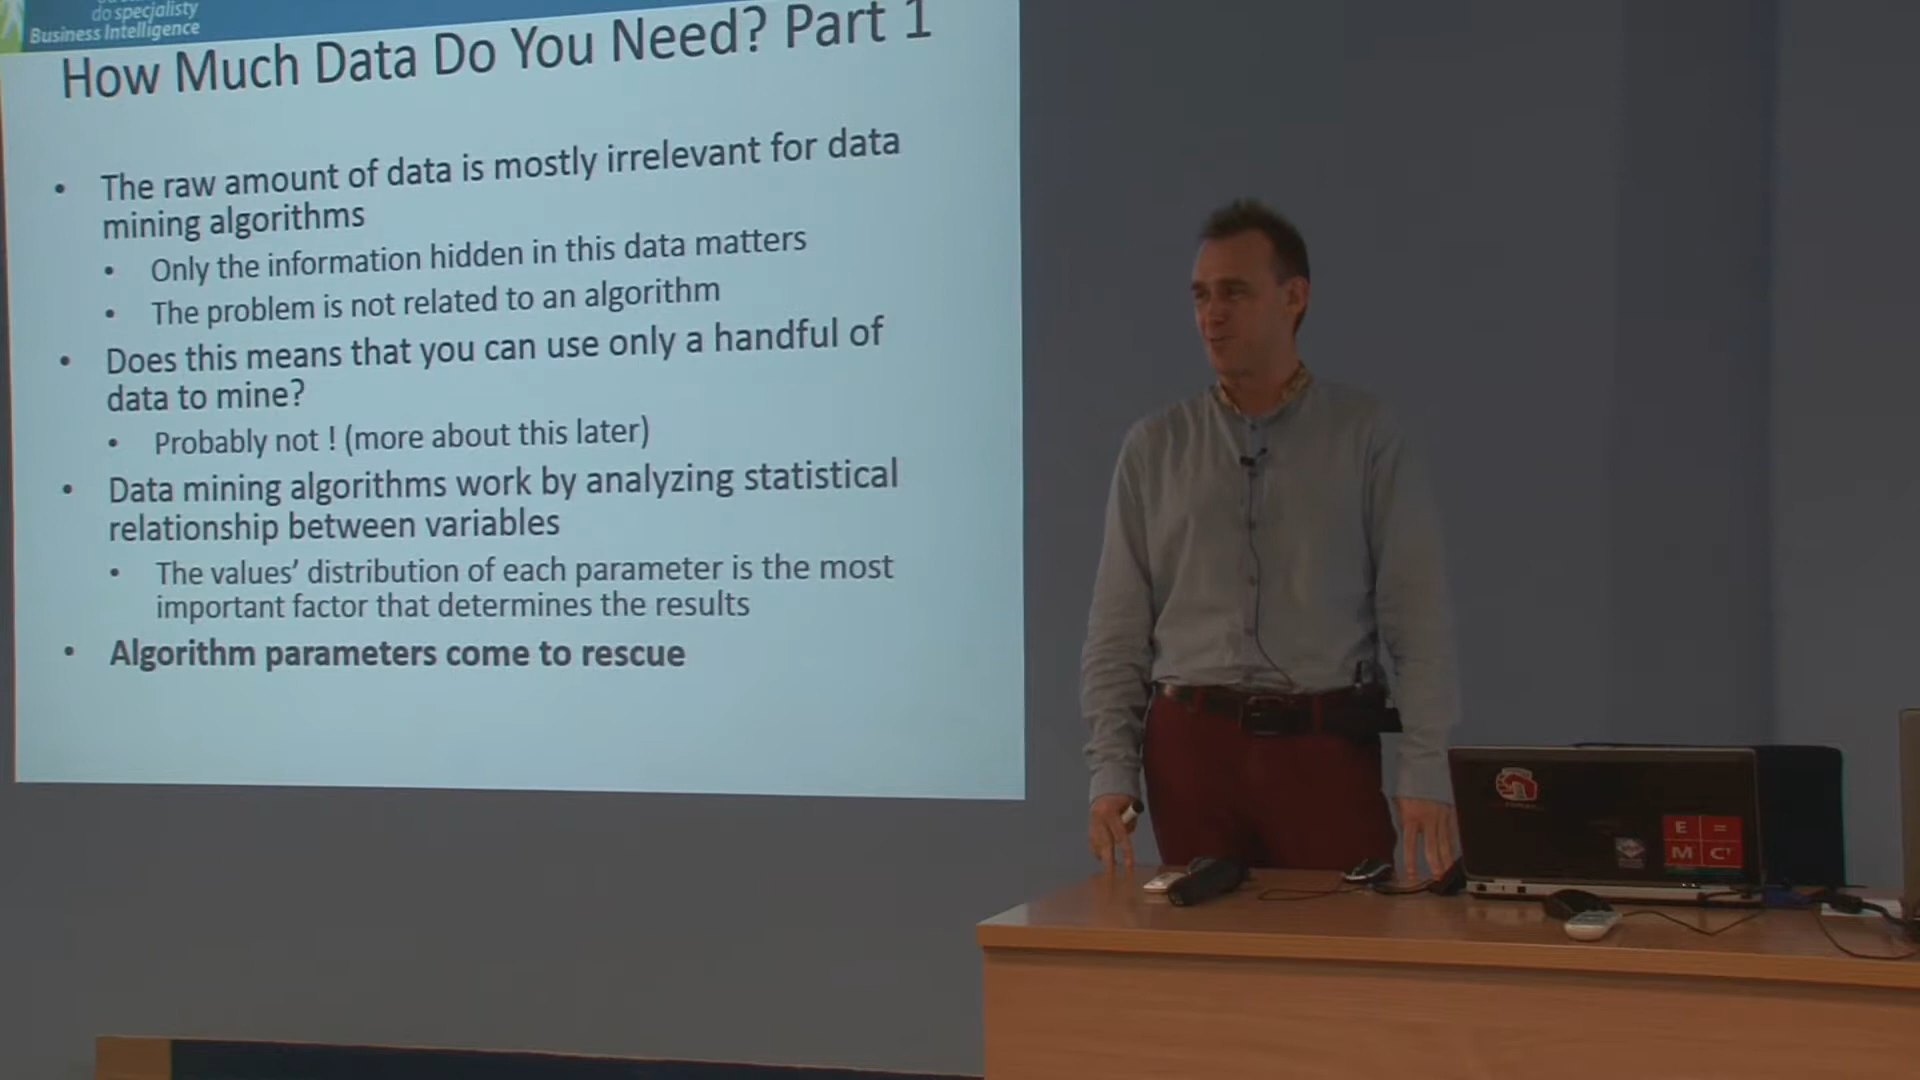 do specjalisty
Business Intelligence
How Much Data Do You Need? Part 1
• The raw amount of data is mostly irrelevant for data
mining algorithms
• Only the information hidden in this data matters
• The problem is not related to an algorithm
• Does this means that you can use only a handful of
data to mine?
• Probably not ! (more about this later)
• Data mining algorithms work by analyzing statistical
relationship between variables
• The values’ distribution of each parameter is the most
important factor that determines the results
• Algorithm parameters come to rescue
E =
M C